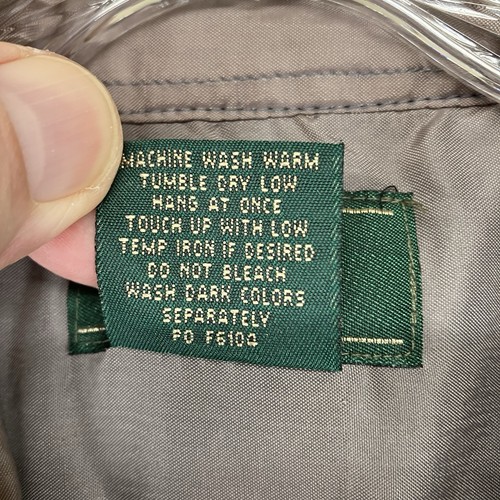 MACHINE WASH WARM
TUMBLE DRY LOW
HANG AT ONCE
TOUCH UP WITH LOW
TEMP IRON IF DESIRED
DO NOT BLEACH
WASH DARK COLORS
SEPARATELY
PO F6104